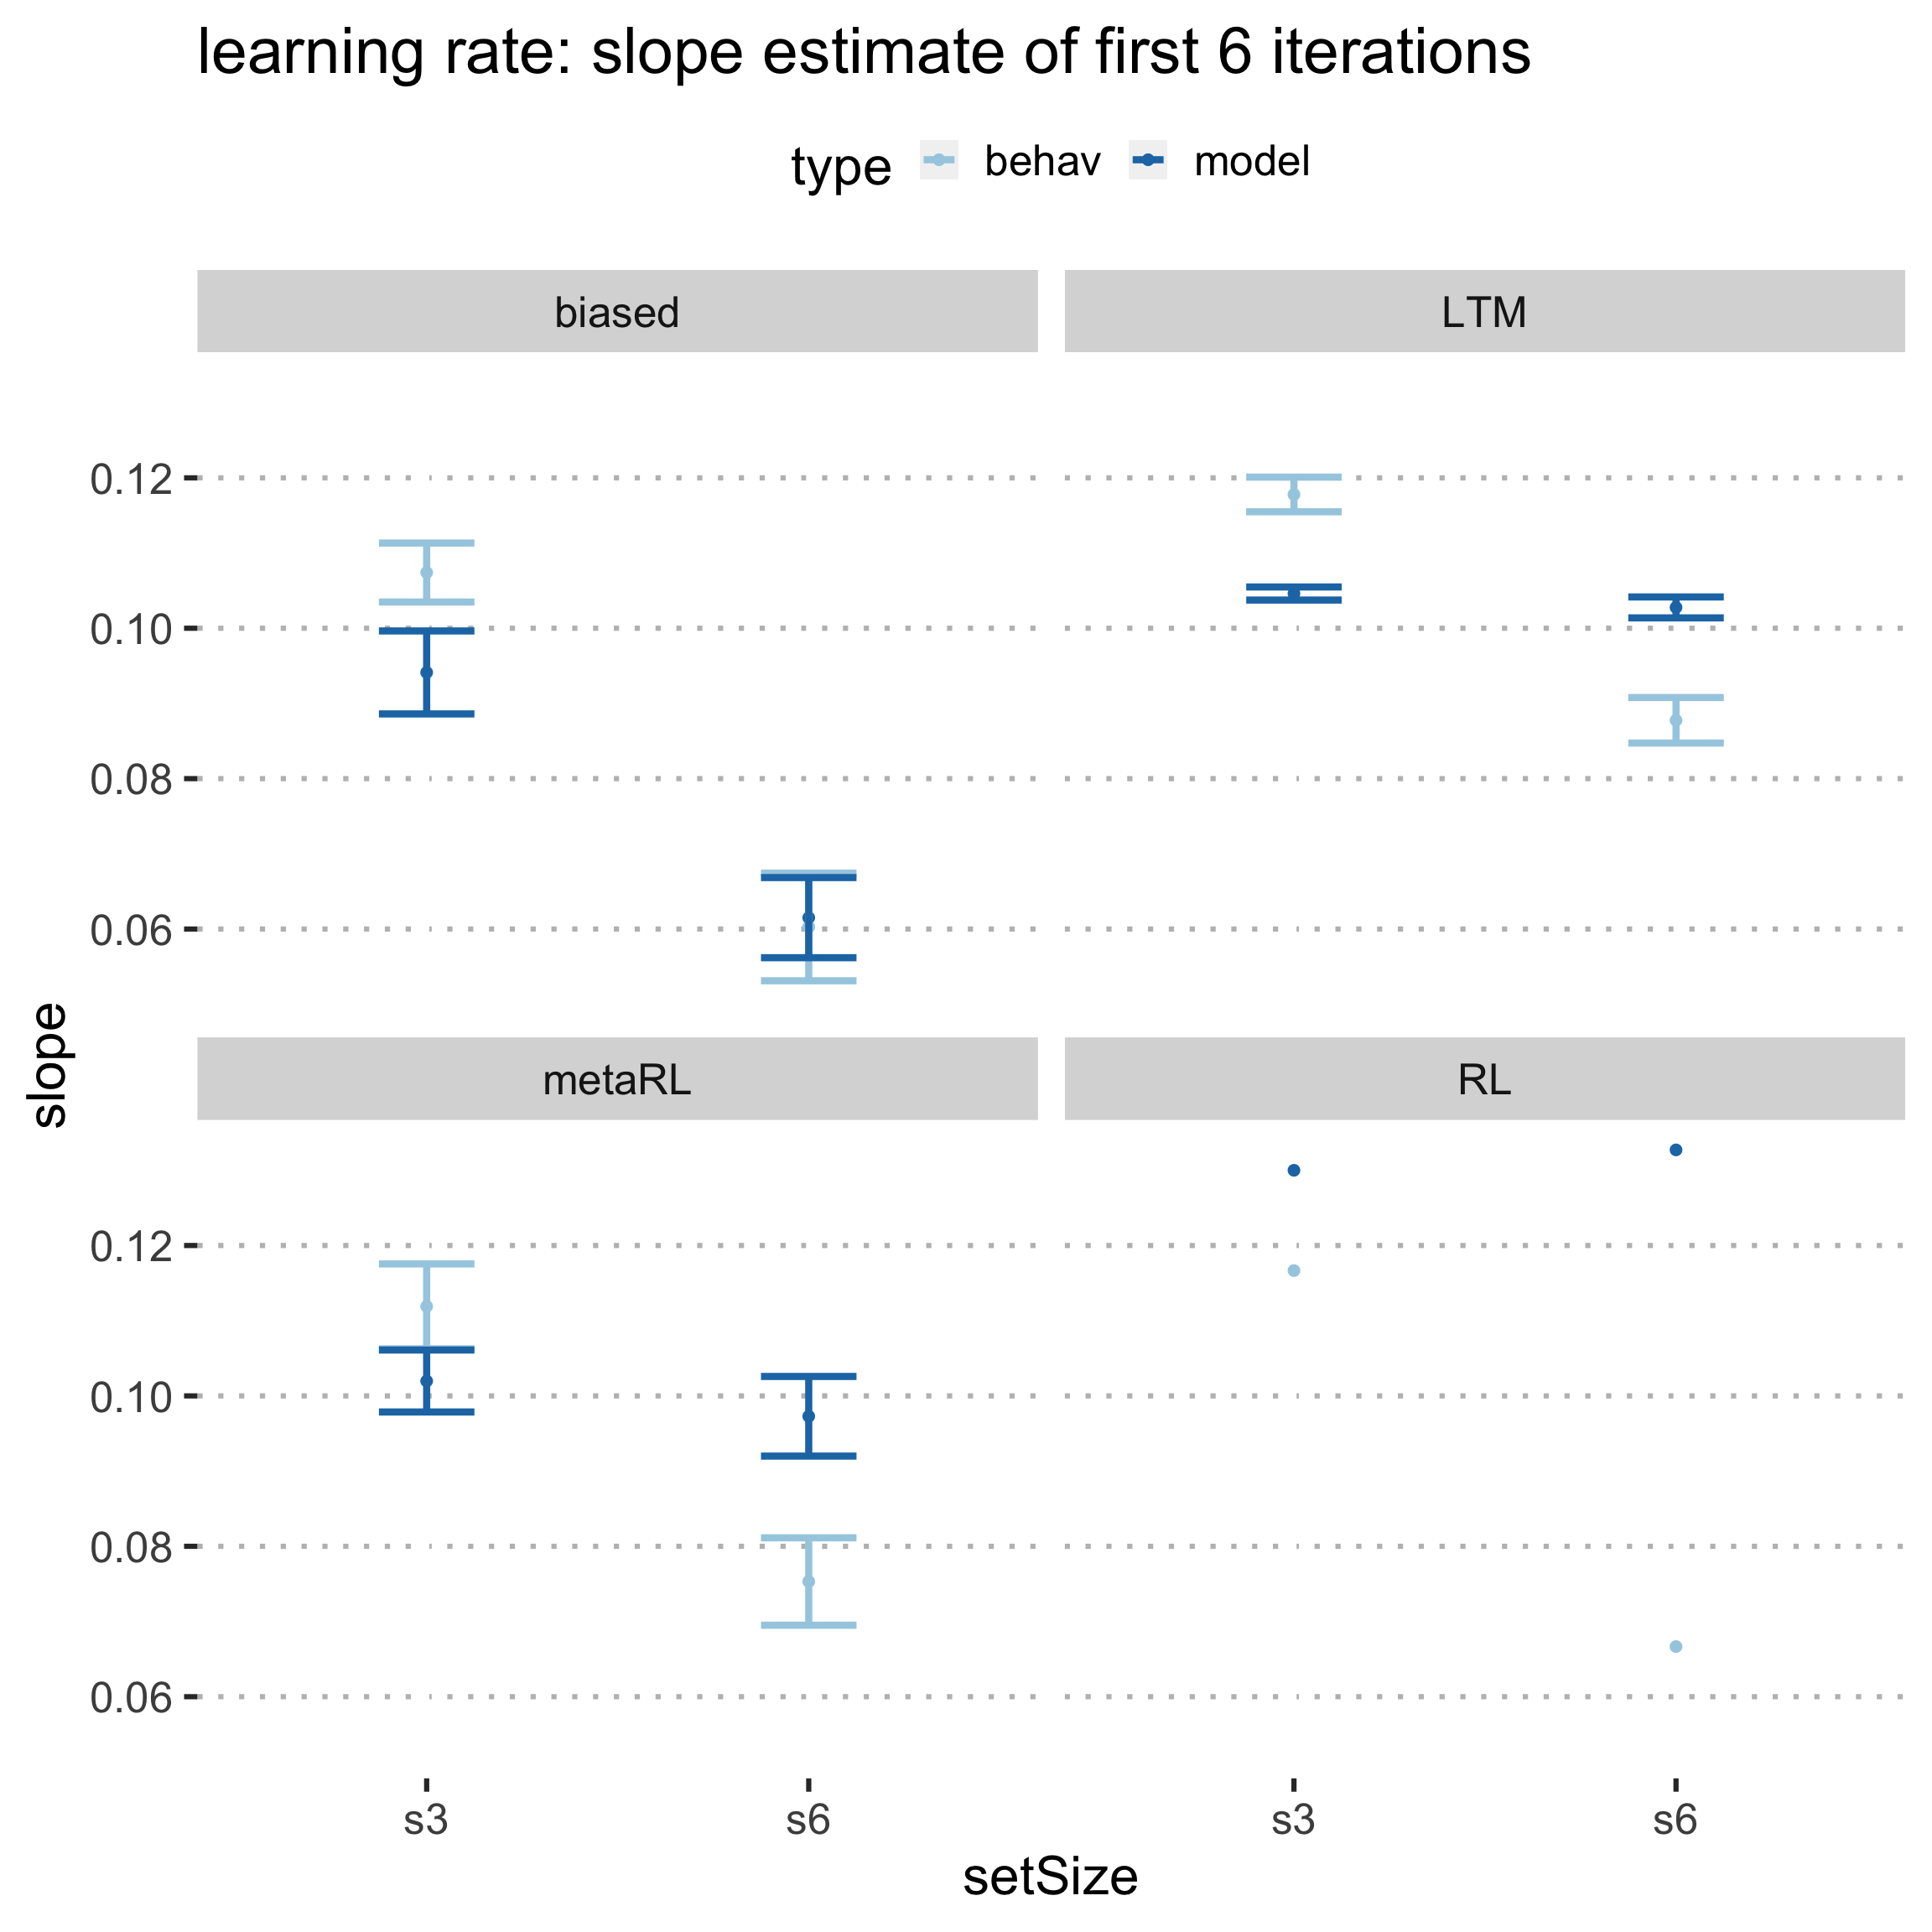 learning rate: slope estimate of first 6 iterations
type behav model
biased LTM
0.12
0.10
0.08
0.06
slope
metaRL RL
0.12
0.10
0.08
0.06
s3 s6 s3 s6
setSize